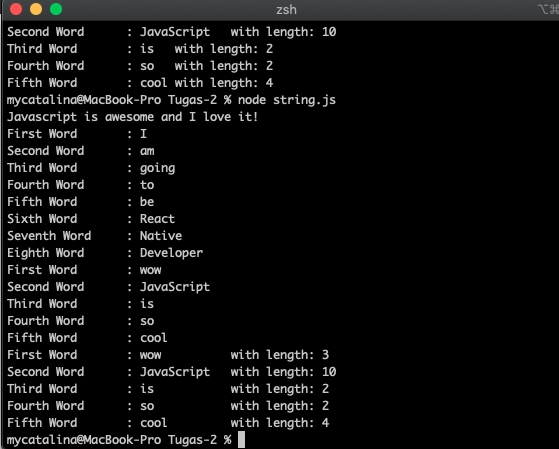 zsh
Second Word : JavaScript with length: 10
Third Word : is with length: 2
Fourth Word : so with length: 2
Fifth Word : cool with length: 4
mycatalina@MacBook-Pro Tugas-2 % node string.js
Javascript is awesome and I love it!
First Word : I
Second Word : am
Third Word : going
Fourth Word : to
Fifth Word : be
Sixth Word : React
Seventh Word : Native
Eighth Word : Developer
First Word : wow
Second Word : JavaScript
Third Word : is
Fourth Word : so
Fifth Word : cool
First Word : wow with length: 3
Second Word : JavaScript with length: 10
Third Word : is with length: 2
Fourth Word : so with length: 2
Fifth Word : cool with length: 4
mycatalina@MacBook-Pro Tugas-2 %